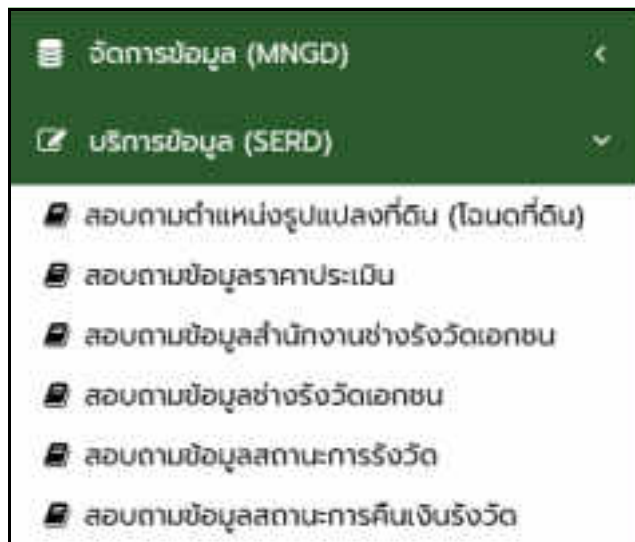 จัดการข้อมูล (MNGD)
บริการข้อมูล (SERD)
สอบถามตำแหน่งรูปแปลงที่ดิน (โฉนดที่ดิน)
สอบถามข้อมูลราคาประเมิน
สอบถามข้อมูลสำนักงานช่างรังวัดเอกชน
สอบถามข้อมูลช่างรังวัดเอกชน
สอบถามข้อมูลสถานะการรังวัด
สอบถามข้อมูลสถานะการคืนเงินรังวัด